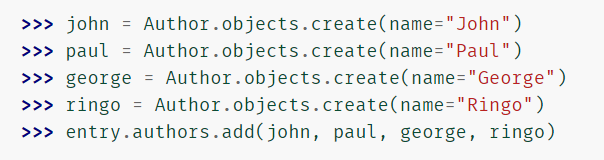 >>> john = Author.objects.create(name="John")
>>> paul = Author.objects.create(name="Paul")
>>> george = Author.objects.create(name="George")
>>> ringo = Author.objects.create(name="Ringo")
>>> entry.authors.add(john, paul, george, ringo)